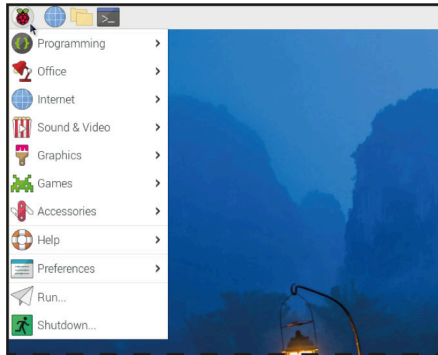 Programming
Office
Internet
Sound & Video
Graphics
Games
Accessories
Help
Preferences
Run...
Shutdown...